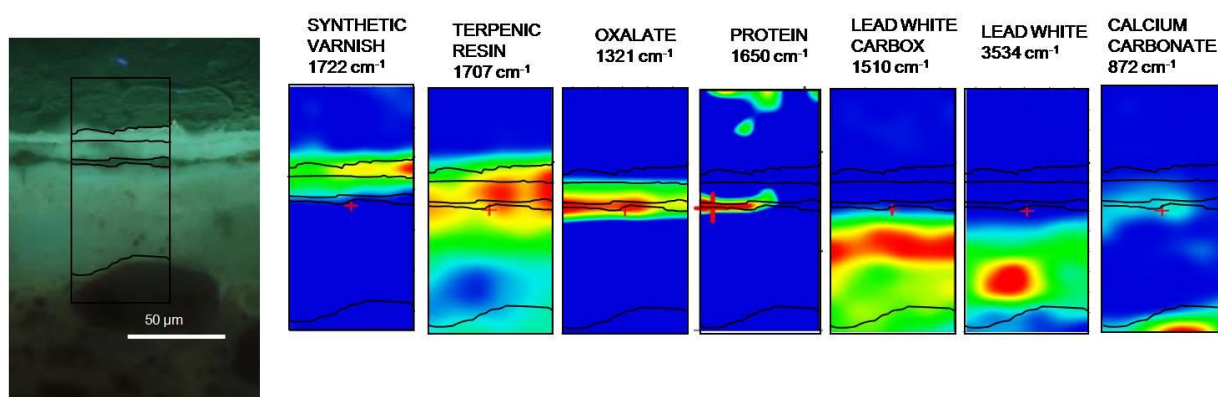 SYNTHETIC
VARNISH
1722 cm⁻¹
TERPENIC
RESIN
1707 cm⁻¹
OXALATE
1321 cm⁻¹
PROTEIN
1650 cm⁻¹
LEAD WHITE
CARBOX
1510 cm⁻¹
LEAD WHITE
3534 cm⁻¹
CALCIUM
CARBONATE
872 cm⁻¹
50 µm